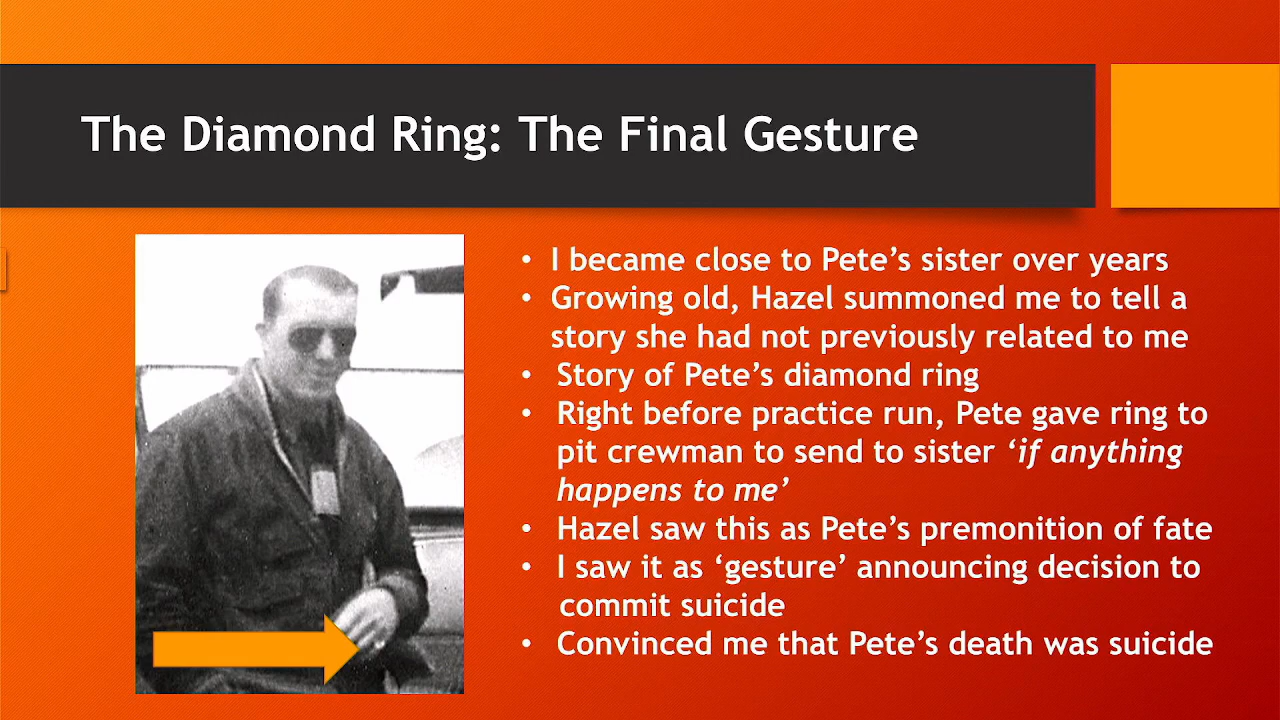 The Diamond Ring: The Final Gesture
• I became close to Pete’s sister over years
• Growing old, Hazel summoned me to tell a
story she had not previously related to me
• Story of Pete’s diamond ring
• Right before practice run, Pete gave ring to
pit crewman to send to sister ‘if anything
happens to me’
• Hazel saw this as Pete’s premonition of fate
• I saw it as ‘gesture’ announcing decision to
commit suicide
• Convinced me that Pete’s death was suicide